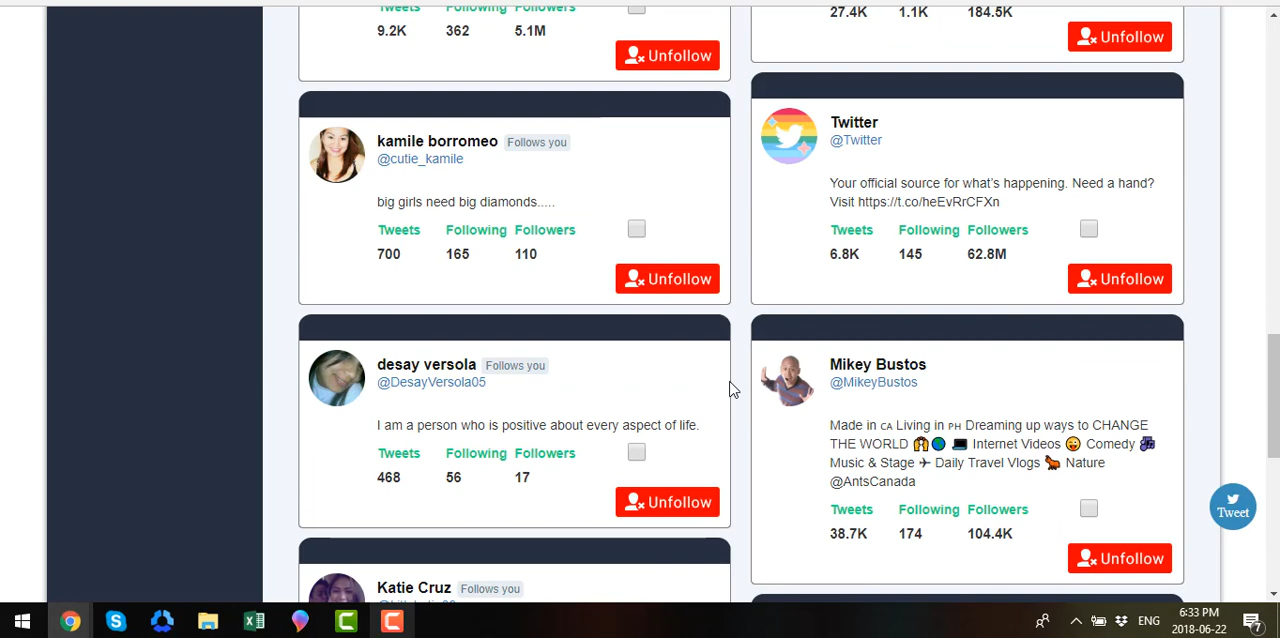 Tweets Following Followers
9.2K 362 5.1M
Unfollow
27.4K 1.1K 184.5K
Unfollow
kamile borromeo Follows you
@cutie_kamile
big girls need big diamonds.....
Tweets Following Followers
700 165 110
Unfollow
Twitter
@Twitter
Your official source for what's happening. Need a hand?
Visit https://t.co/heEvRrCFXn
Tweets Following Followers
6.8K 145 62.8M
Unfollow
desay versola Follows you
@DesayVersola05
I am a person who is positive about every aspect of life.
Tweets Following Followers
468 56 17
Unfollow
Mikey Bustos
@MikeyBustos
Made in CA Living in PH Dreaming up ways to CHANGE
THE WORLD 🙌🌎 💻 Internet Videos 😜 Comedy 🎶
Music & Stage ✈ Daily Travel Vlogs 🐜 Nature
@AntsCanada
Tweets Following Followers
38.7K 174 104.4K
Unfollow
Katie Cruz Follows you
Tweet
ENG
6:33 PM
2018-06-22
7